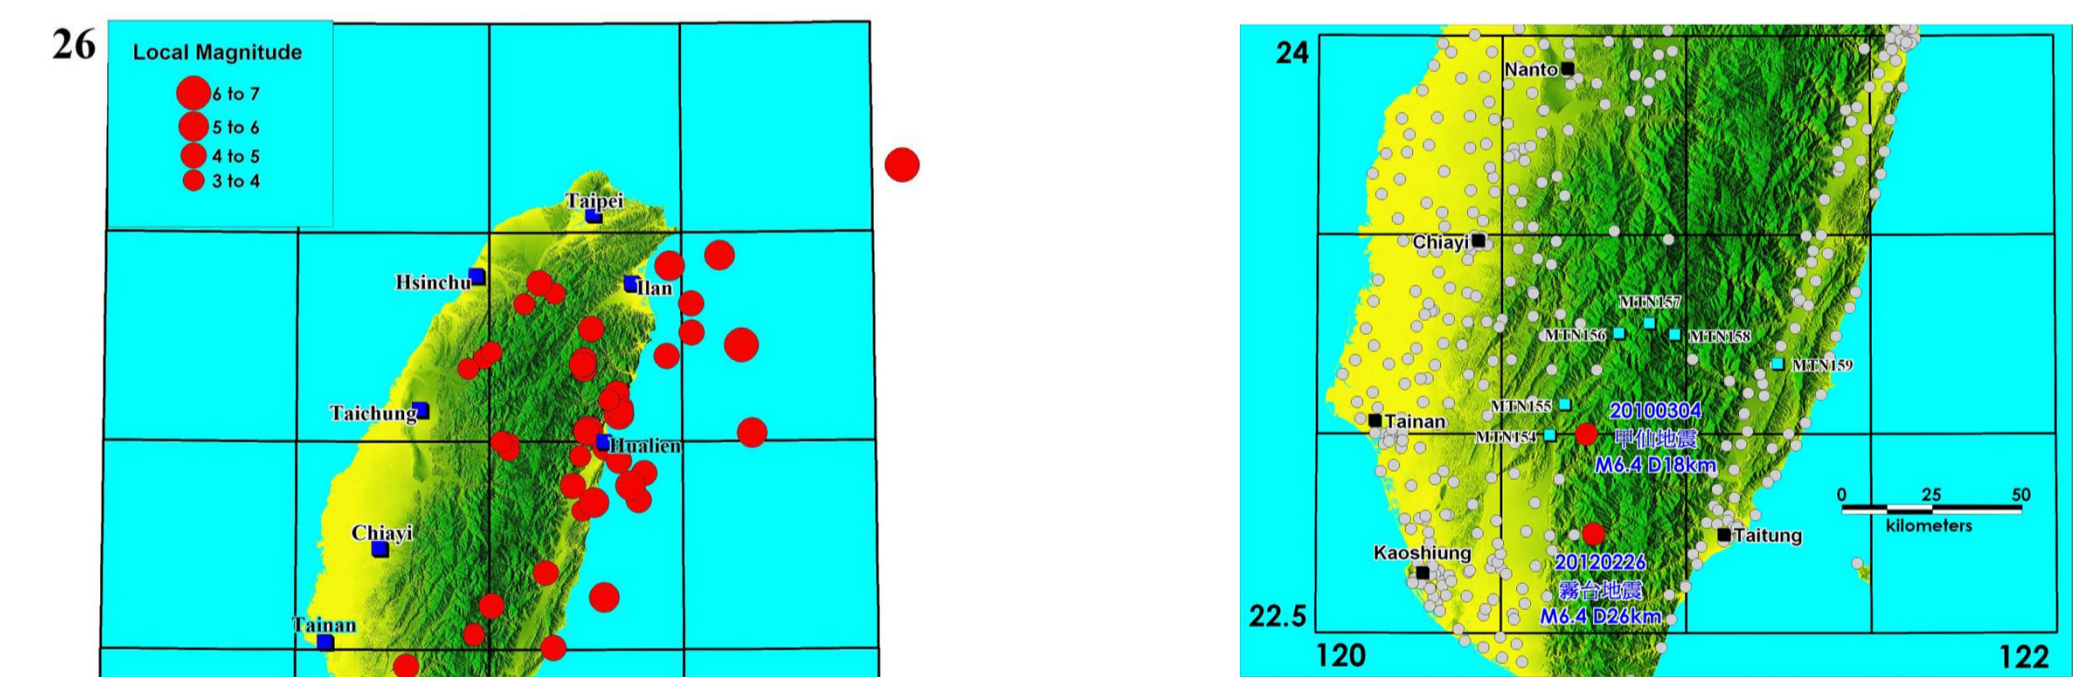 26
Local Magnitude
6 to 7
5 to 6
4 to 5
3 to 4
Taipei
Hsinchu
Ilan
Taichung
Hualien
Chiayi
Tainan
24
Nanto
Chiayi
MTN157
MTN156
MTN158
MTN159
MTN155
20100304
Tainan
MTN154
甲仙地震
M6.4 D18km
0 25 50
kilometers
Taitung
Kaoshiung
20120226
霧台地震
M6.4 D26km
22.5
120
122